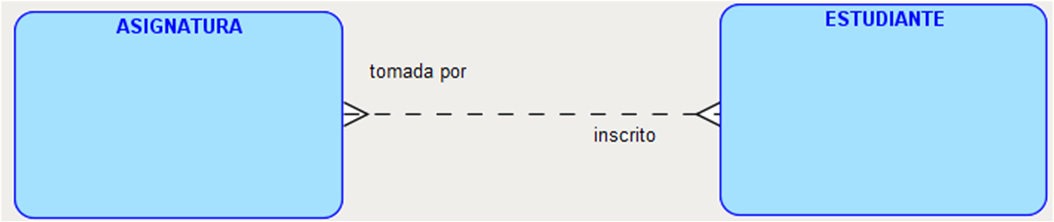 ASIGNATURA
ESTUDIANTE
tomada por
inscrito